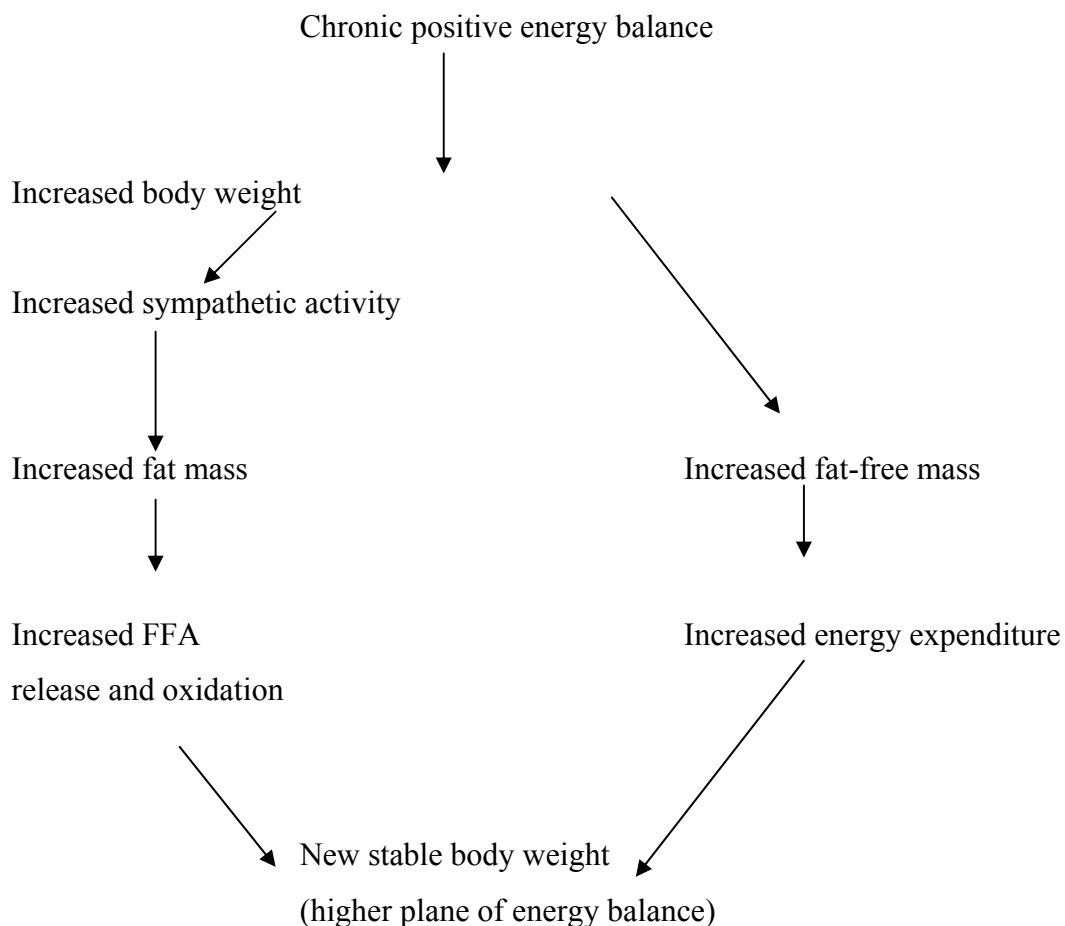 Chronic positive energy balance
Increased body weight
Increased sympathetic activity
Increased fat mass
Increased fat-free mass
Increased FFA
release and oxidation
Increased energy expenditure
New stable body weight
(higher plane of energy balance)